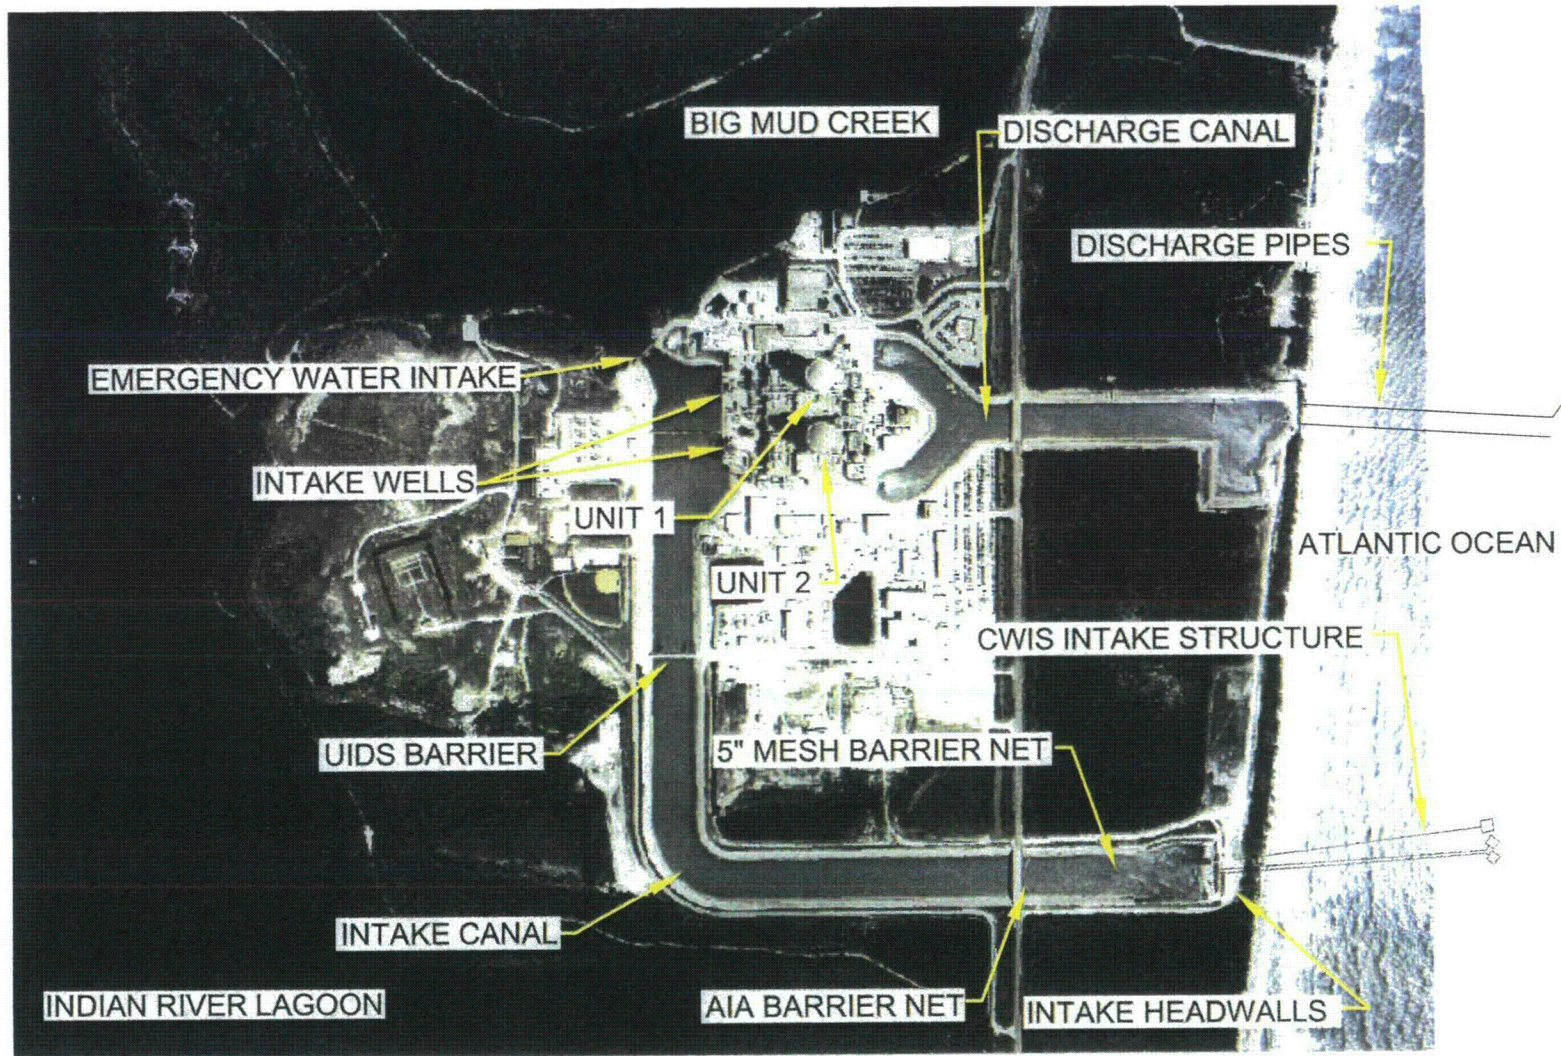 BIG MUD CREEK
DISCHARGE CANAL
DISCHARGE PIPES
EMERGENCY WATER INTAKE
INTAKE WELLS
UNIT 1
ATLANTIC OCEAN
UNIT 2
CWIS INTAKE STRUCTURE
UIDS BARRIER
5" MESH BARRIER NET
INTAKE CANAL
INDIAN RIVER LAGOON
AIA BARRIER NET
INTAKE HEADWALLS